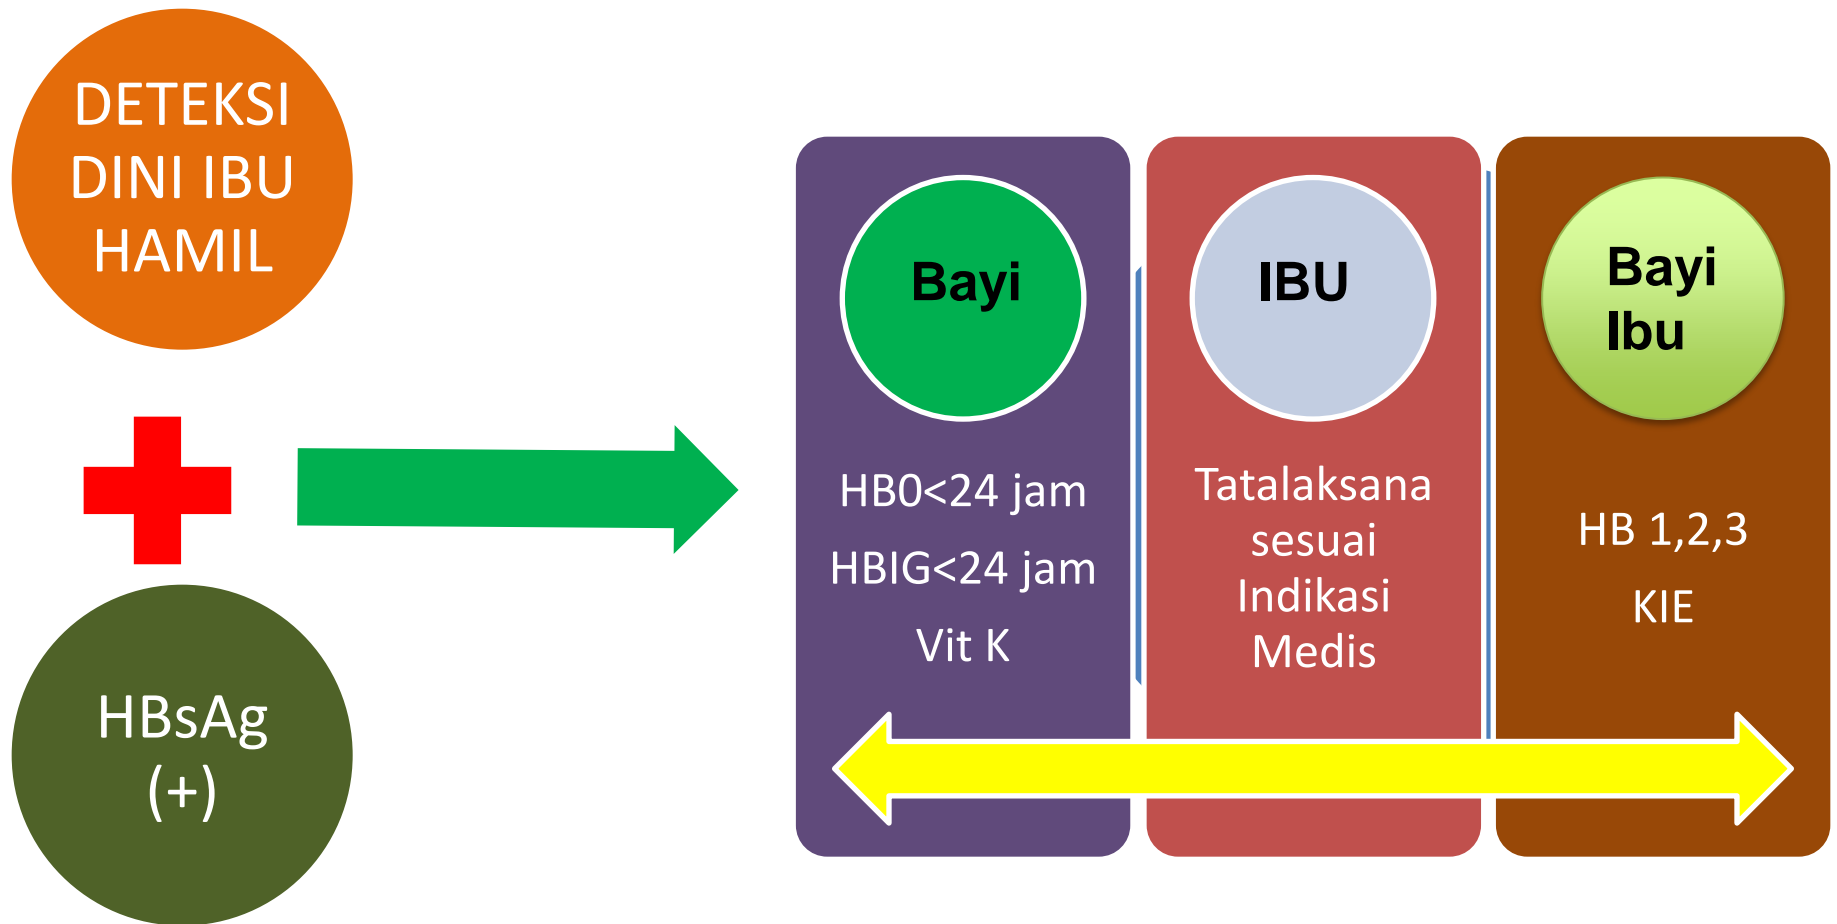 DETEKSI
DINI IBU
HAMIL
HBsAg
(+)
Bayi
HB0<24 jam
HBIG<24 jam
Vit K
IBU
Tatalaksana
sesuai
Indikasi
Medis
Bayi
Ibu
HB 1,2,3
KIE